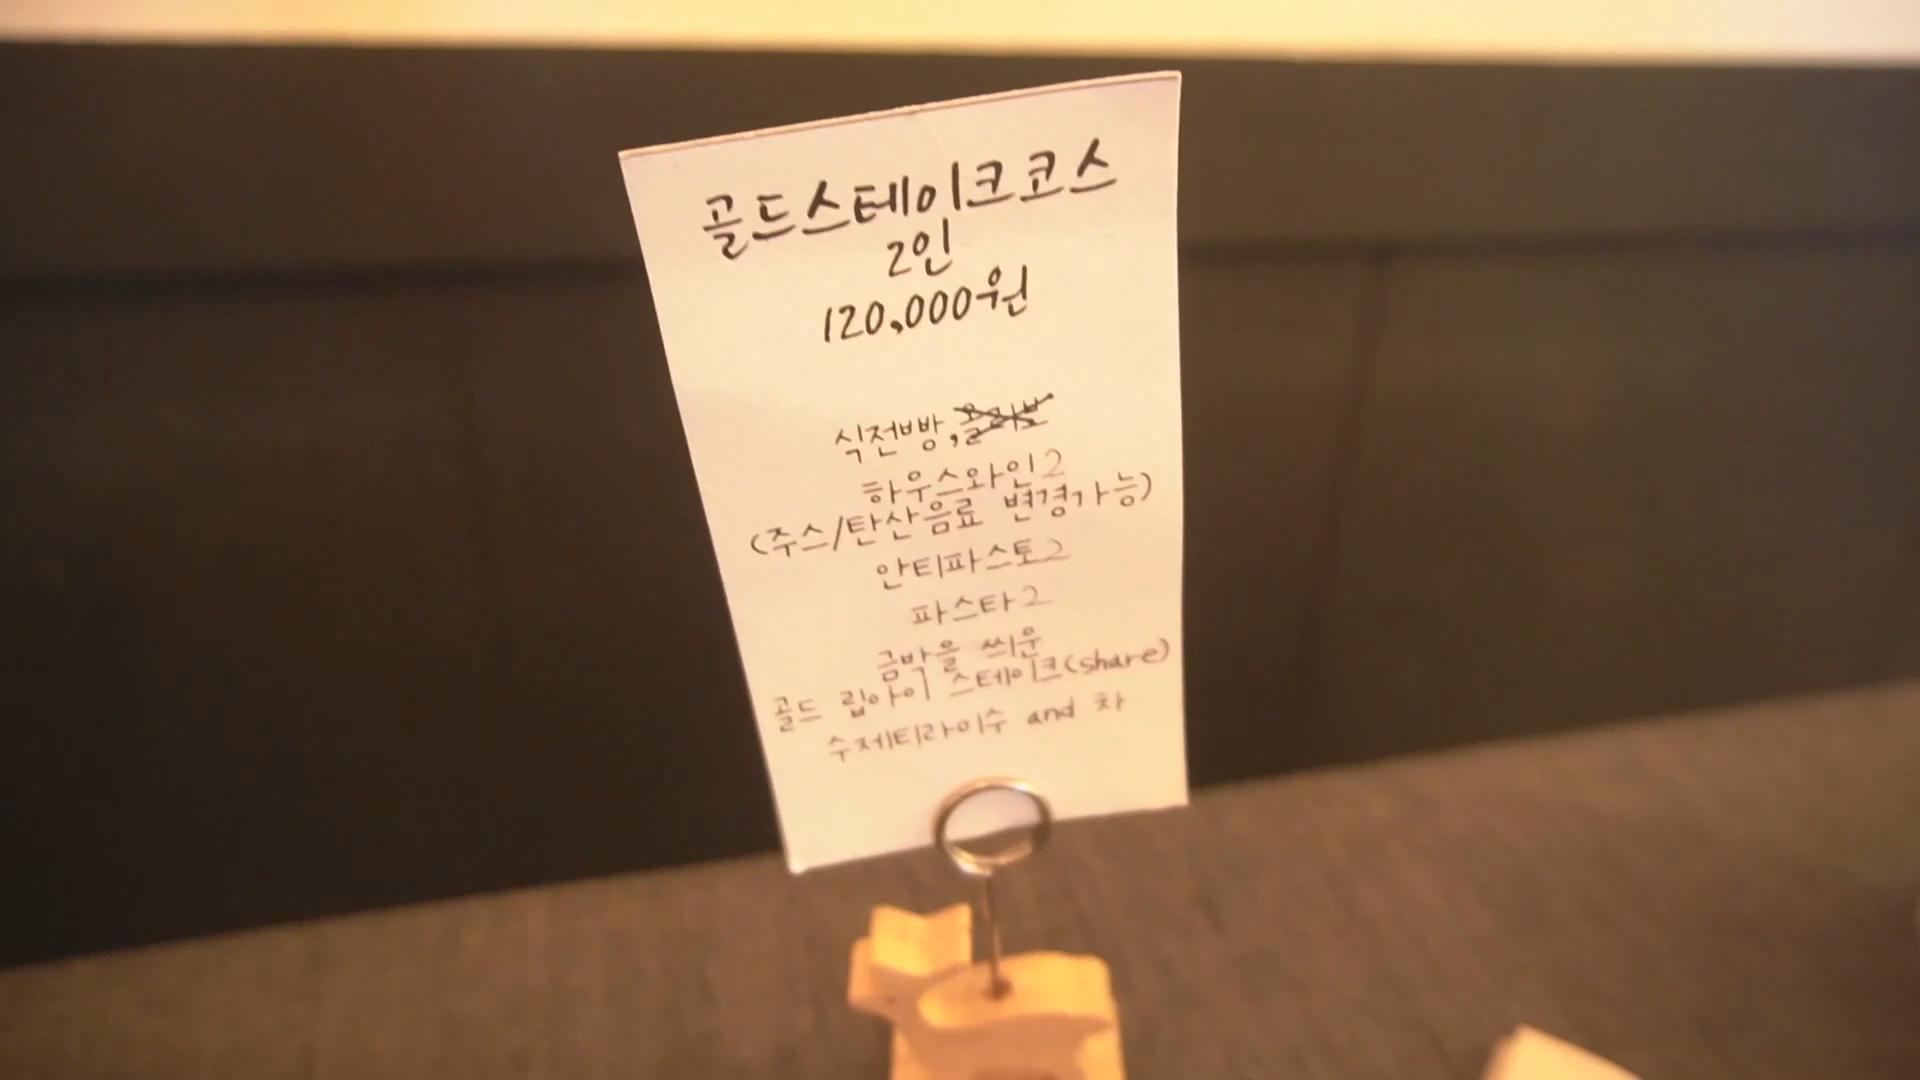 골드스테이크코스
2인
120,000원
식전빵,
하우스와인2
(주스/탄산음료 변경가능)
안티파스토2
파스타2
금박을 씌운
골드 립아이 스테이크(share)
수제티라미수 and 차